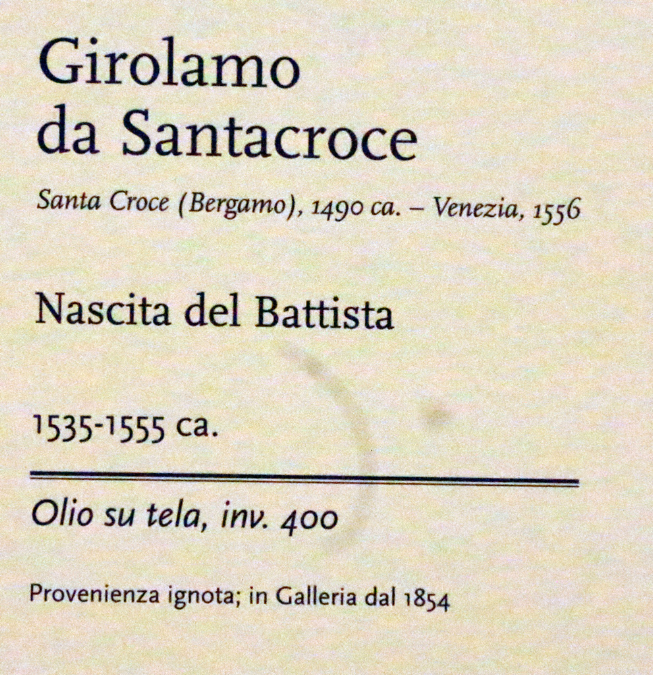 Girolamo
da Santacroce
Santa Croce (Bergamo), 1490 ca. – Venezia, 1556
Nascita del Battista
1535-1555 ca.
Olio su tela, inv. 400
Provenienza ignota; in Galleria dal 1854